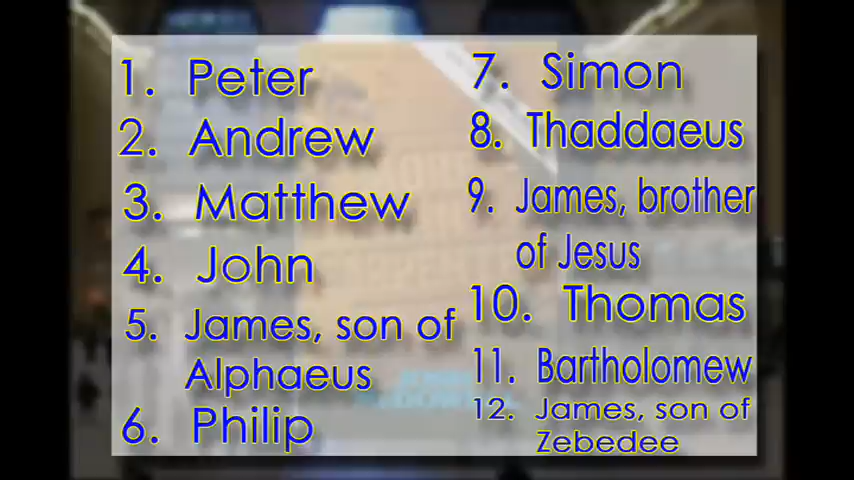 1. Peter
2. Andrew
3. Matthew
4. John
5. James, son of
Alphaeus
6. Philip
7. Simon
8. Thaddaeus
9. James, brother
of Jesus
10. Thomas
11. Bartholomew
12. James, son of
Zebedee